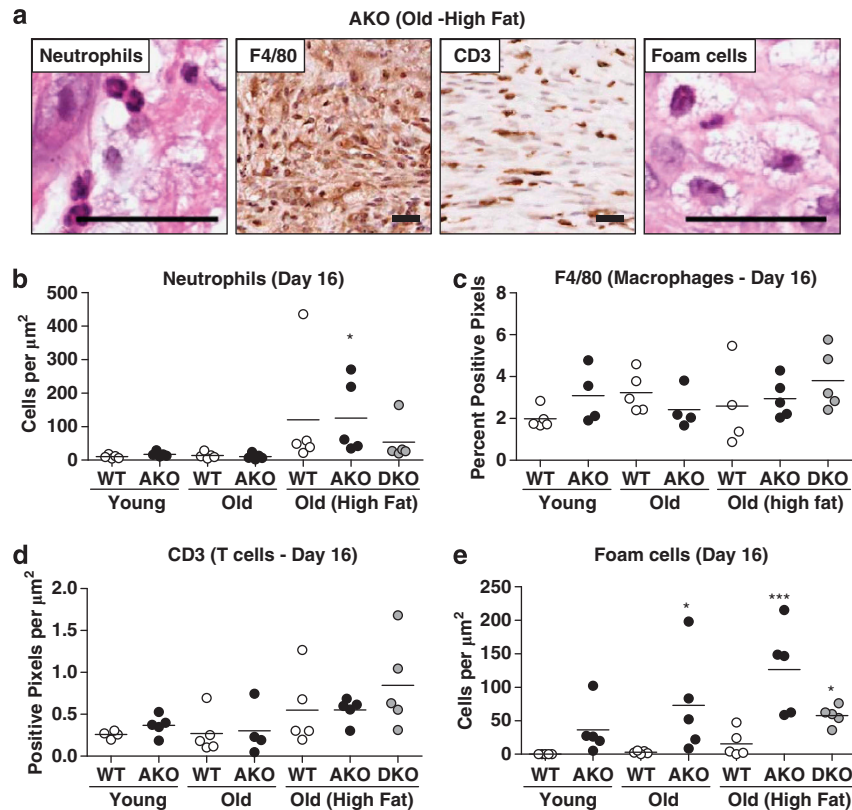 a
AKO (Old -High Fat)
Neutrophils
F4/80
CD3
Foam cells
b
Neutrophils (Day 16)
Cells per μm²
500
400
300
200
100
0
*
WT AKO WT AKO WT AKO DKO
Young Old Old (High Fat)
c
F4/80 (Macrophages - Day 16)
Percent Positive Pixels
8
6
4
2
0
WT AKO WT AKO WT AKO DKO
Young Old Old (high fat)
d
CD3 (T cells - Day 16)
Positive Pixels per μm²
2.0
1.5
1.0
0.5
0.0
WT AKO WT AKO WT AKO DKO
Young Old Old (High Fat)
e
Foam cells (Day 16)
Cells per μm²
250
200
150
100
50
0
*
***
*
WT AKO WT AKO WT AKO DKO
Young Old Old (High Fat)